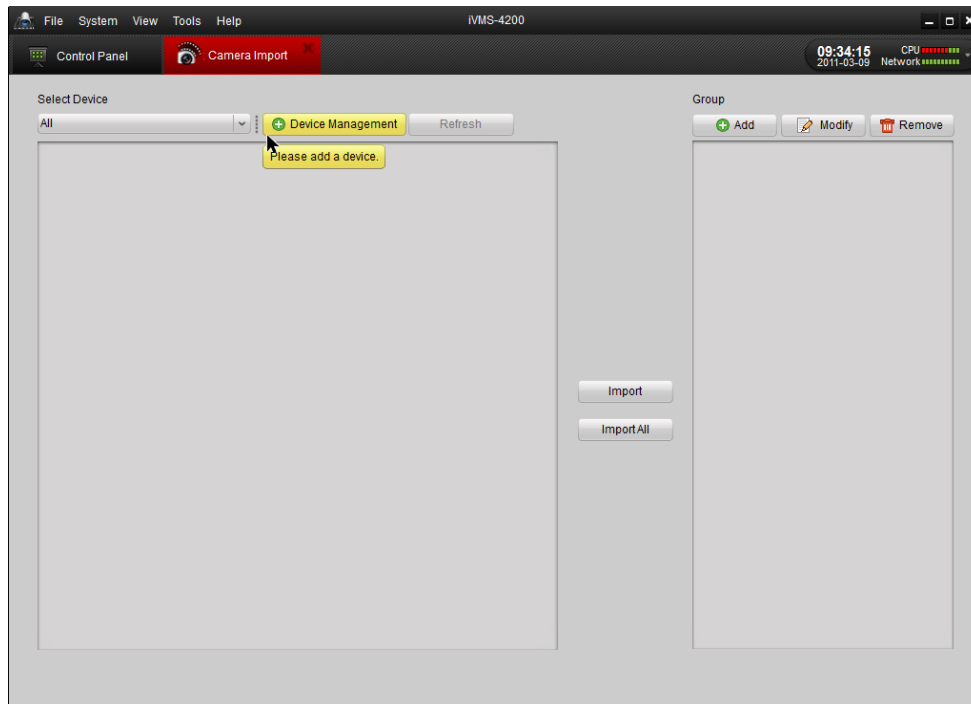 File System View Tools Help iVMS-4200
Control Panel Camera Import 09:34:15 CPU
2011-03-09 Network
Select Device Group
All Device Management Refresh Add Modify Remove
Please add a device.
Import
Import All